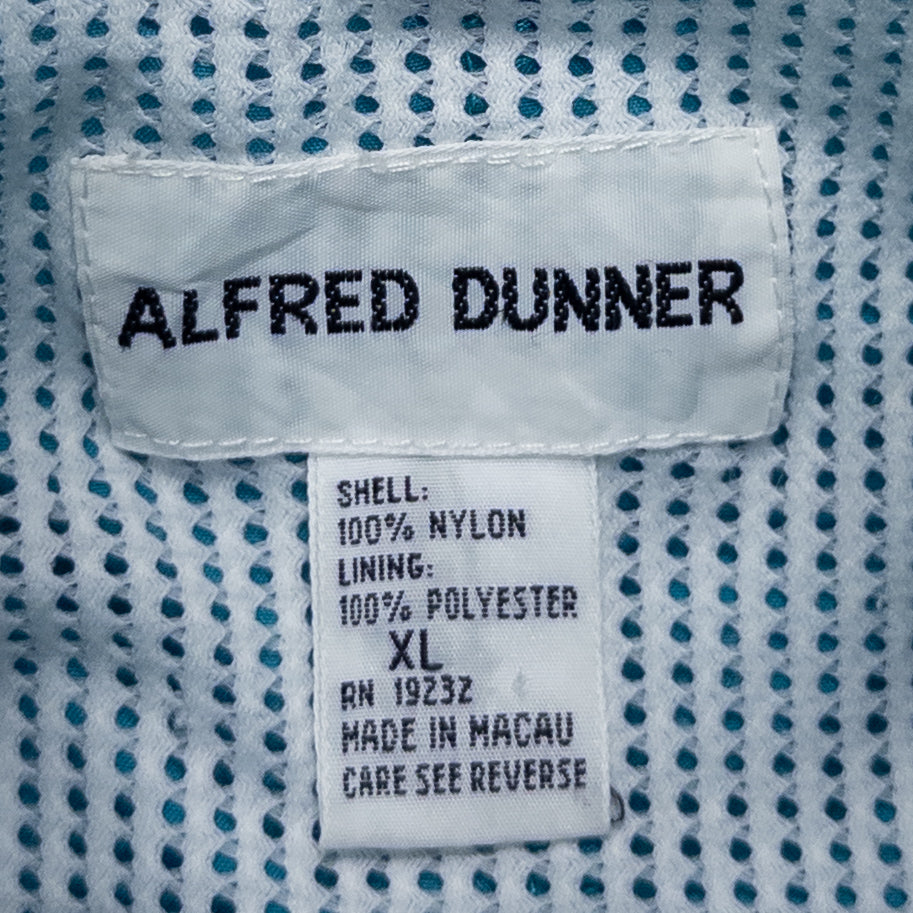 ALFRED DUNNER
SHELL:
100% NYLON
LINING:
100% POLYESTER
XL
RN 19232
MADE IN MACAU
CARE SEE REVERSE